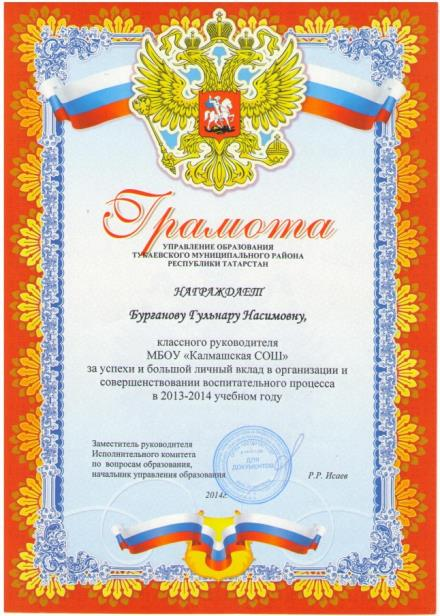 Грамота
УПРАВЛЕНИЕ ОБРАЗОВАНИЯ
ТУКАЕВСКОГО МУНИЦИПАЛЬНОГО РАЙОНА
РЕСПУБЛИКИ ТАТАРСТАН
НАГРАЖДАЕТ
Бурганову Гульнару Насимовну,
классного руководителя
МБОУ «Калмашская СОШ»
за успехи и большой личный вклад в организации и
совершенствовании воспитательного процесса
в 2013-2014 учебном году
Заместитель руководителя
Исполнительного комитета
по вопросам образования,
начальник управления образования
Р.Р. Исаев
ДЛЯ
ДОКУМЕНТОВ
2014г.